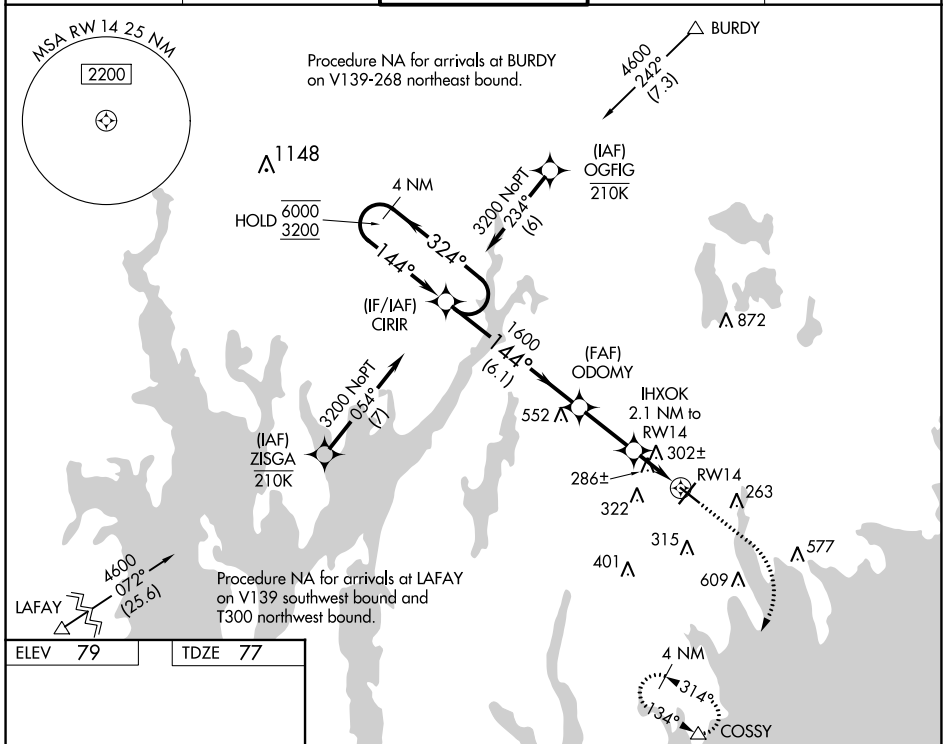 MSA RW 14 25 NM
2200
Procedure NA for arrivals at BURDY
on V139-268 northeast bound.
BURDY
4600
242°
(7.3)
1148
4 NM
HOLD
6000
3200
3200 NoPT
234°
(6)
(IAF)
OGFIG
210K
324°
144°
(IF/IAF)
CIRIR
872
1600
144°
(6.1)
(FAF)
ODOMY
3200 NoPT
054°
(7)
(IAF)
ZISGA
210K
552
IHXOK
2.1 NM to
RW14
302±
286±
RW14
322
263
315
577
401
609
4600
072°
(25.6)
LAFAY
Procedure NA for arrivals at LAFAY
on V139 southwest bound and
T300 northwest bound.
ELEV 79
TDZE 77
4 NM
314°
134°
COSSY